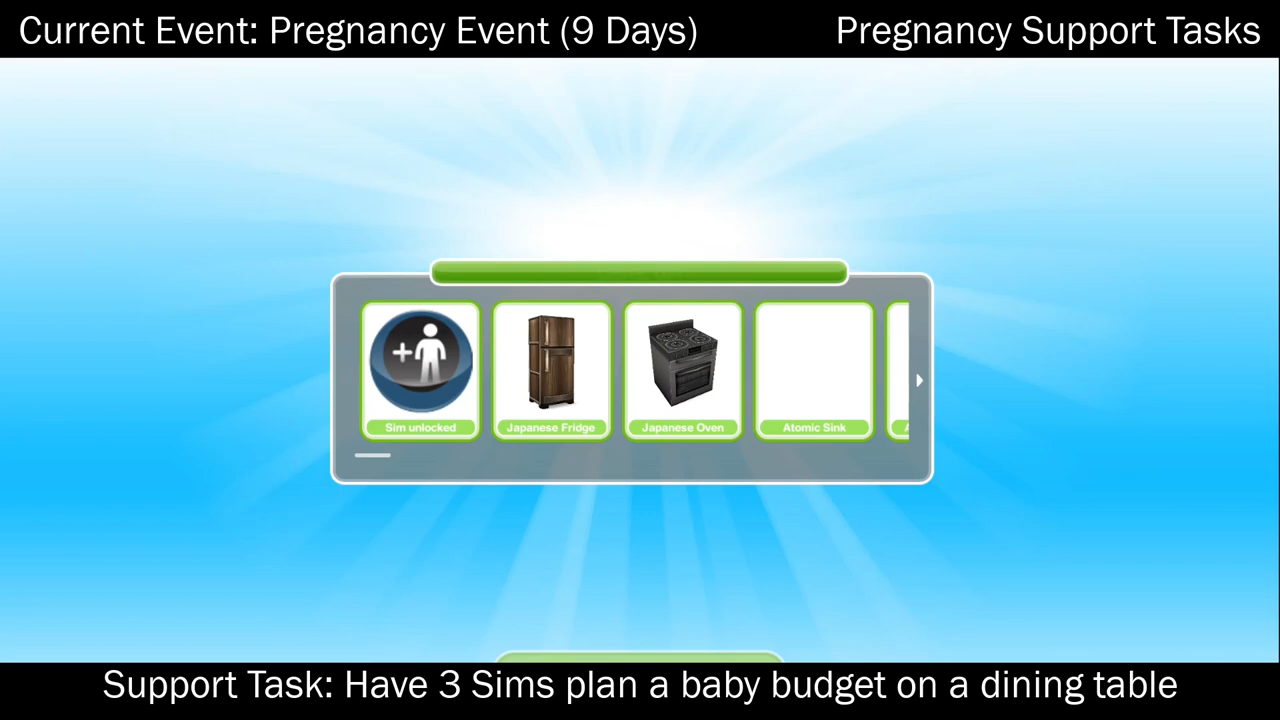 Current Event: Pregnancy Event (9 Days)
Pregnancy Support Tasks
Sim unlocked
Japanese Fridge
Japanese Oven
Atomic Sink
A
Support Task: Have 3 Sims plan a baby budget on a dining table